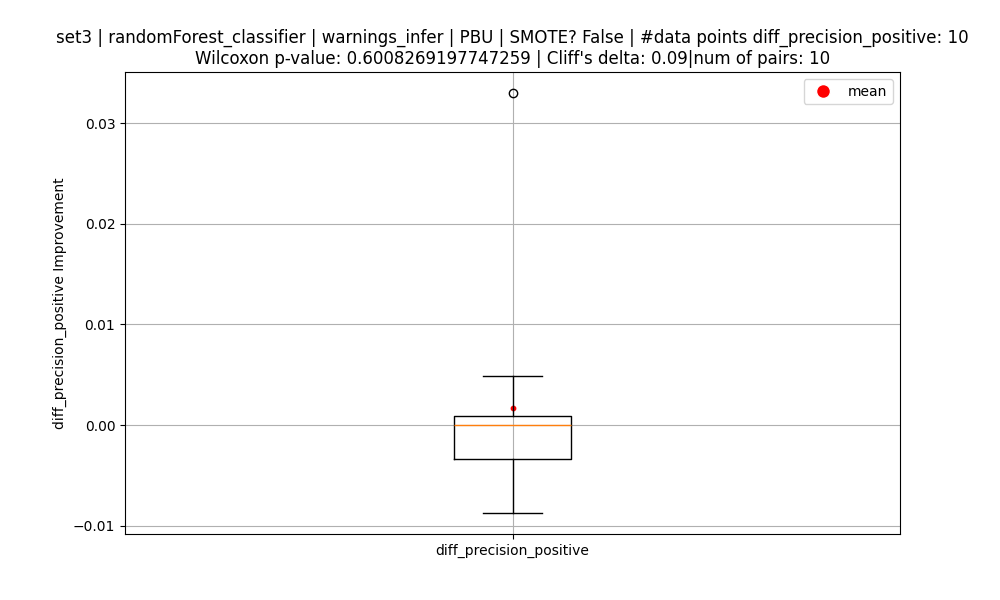 set3 | randomForest_classifier | warnings_infer | PBU | SMOTE? False | #data points diff_precision_positive: 10
Wilcoxon p-value: 0.6008269197747259 | Cliff's delta: 0.09|num of pairs: 10
mean
0.03
0.02
0.01
0.00
−0.01
diff_precision_positive Improvement
diff_precision_positive